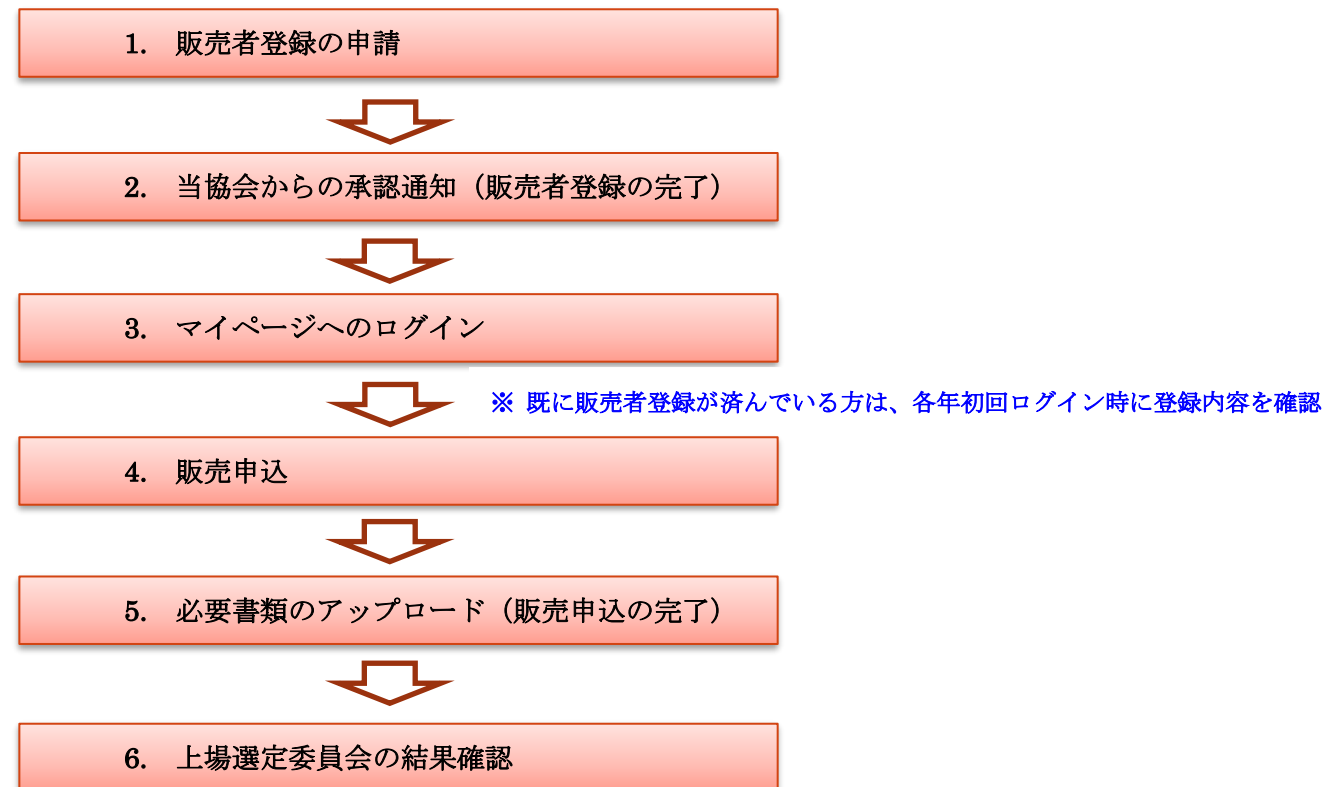 1. 販売者登録の申請
2. 当協会からの承認通知（販売者登録の完了）
3. マイページへのログイン
※ 既に販売者登録が済んでいる方は、各年初回ログイン時に登録内容を確認
4. 販売申込
5. 必要書類のアップロード（販売申込の完了）
6. 上場選定委員会の結果確認